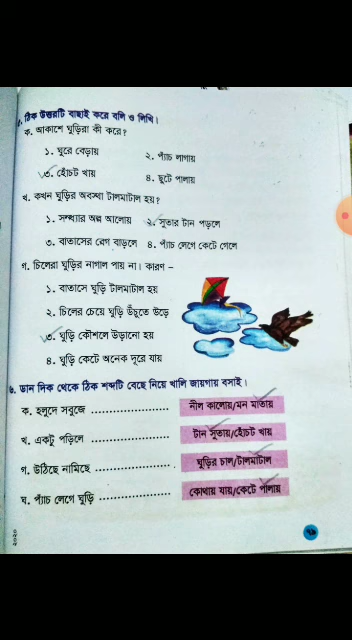 ৫. ঠিক উত্তরটি বাছাই করে বলি ও লিখি।
ক. আকাশে ঘুড়িরা কী করে?
১. ঘুরে বেড়ায় ২. প্যাঁচ লাগায়
৩. হোঁচট খায় ৪. ছুটে পালায়
খ. কখন ঘুড়ির অবস্থা টালমাটাল হয়?
১. সন্ধ্যার অল্প আলোয় ২. সুতার টান পড়লে
৩. বাতাসের বেগ বাড়লে ৪. প্যাঁচ লেগে কেটে গেলে
গ. চিলেরা ঘুড়ির নাগাল পায় না। কারণ –
১. বাতাসে ঘুড়ি টালমাটাল হয়
২. চিলের চেয়ে ঘুড়ি উঁচুতে উড়ে
৩. ঘুড়ি কৌশলে উড়ানো হয়
৪. ঘুড়ি কেটে অনেক দূরে যায়
৬. ডান দিক থেকে ঠিক শব্দটি বেছে নিয়ে খালি জায়গায় বসাই।
ক. হলুদে সবুজে ........................ নীল কালোয়/মন মাতায়
খ. একটু পড়িলে ........................ টান সুতায়/হোঁচট খায়
গ. উঠিছে নামিছে ........................ ঘুড়ির চাল/টালমাটাল
ঘ. প্যাঁচ লেগে ঘুড়ি ...................... কোথায় যায়/কেটে পালায়